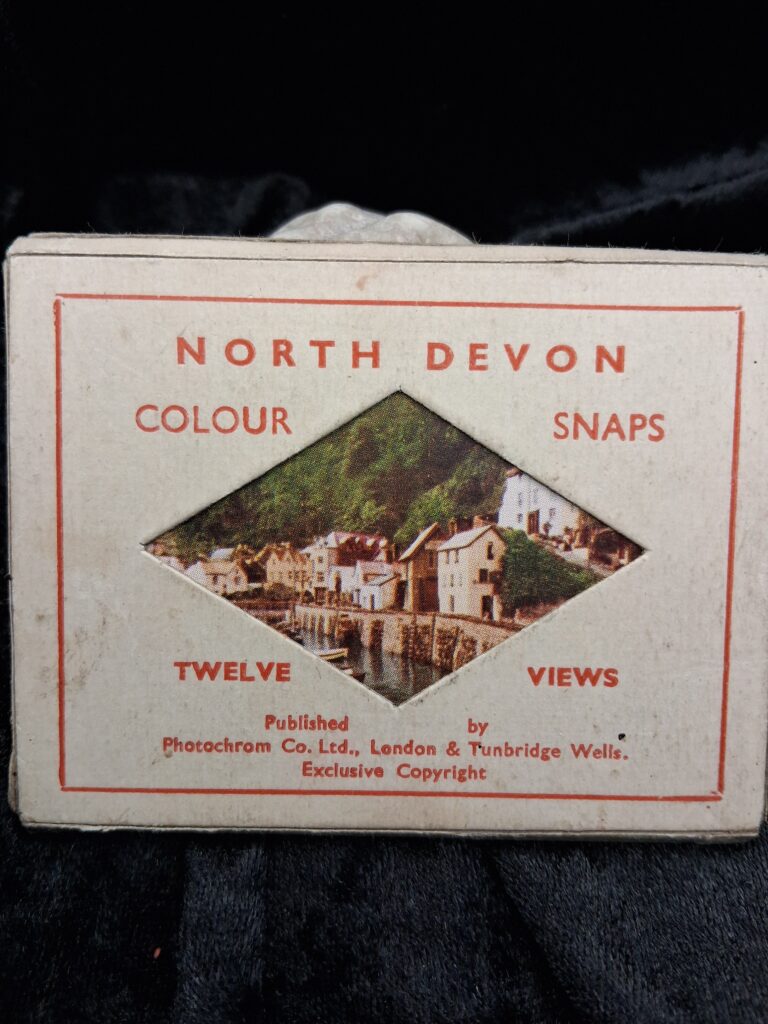 NORTH DEVON
COLOUR SNAPS
TWELVE VIEWS
Published by
Photochrom Co. Ltd., London & Tunbridge Wells.
Exclusive Copyright